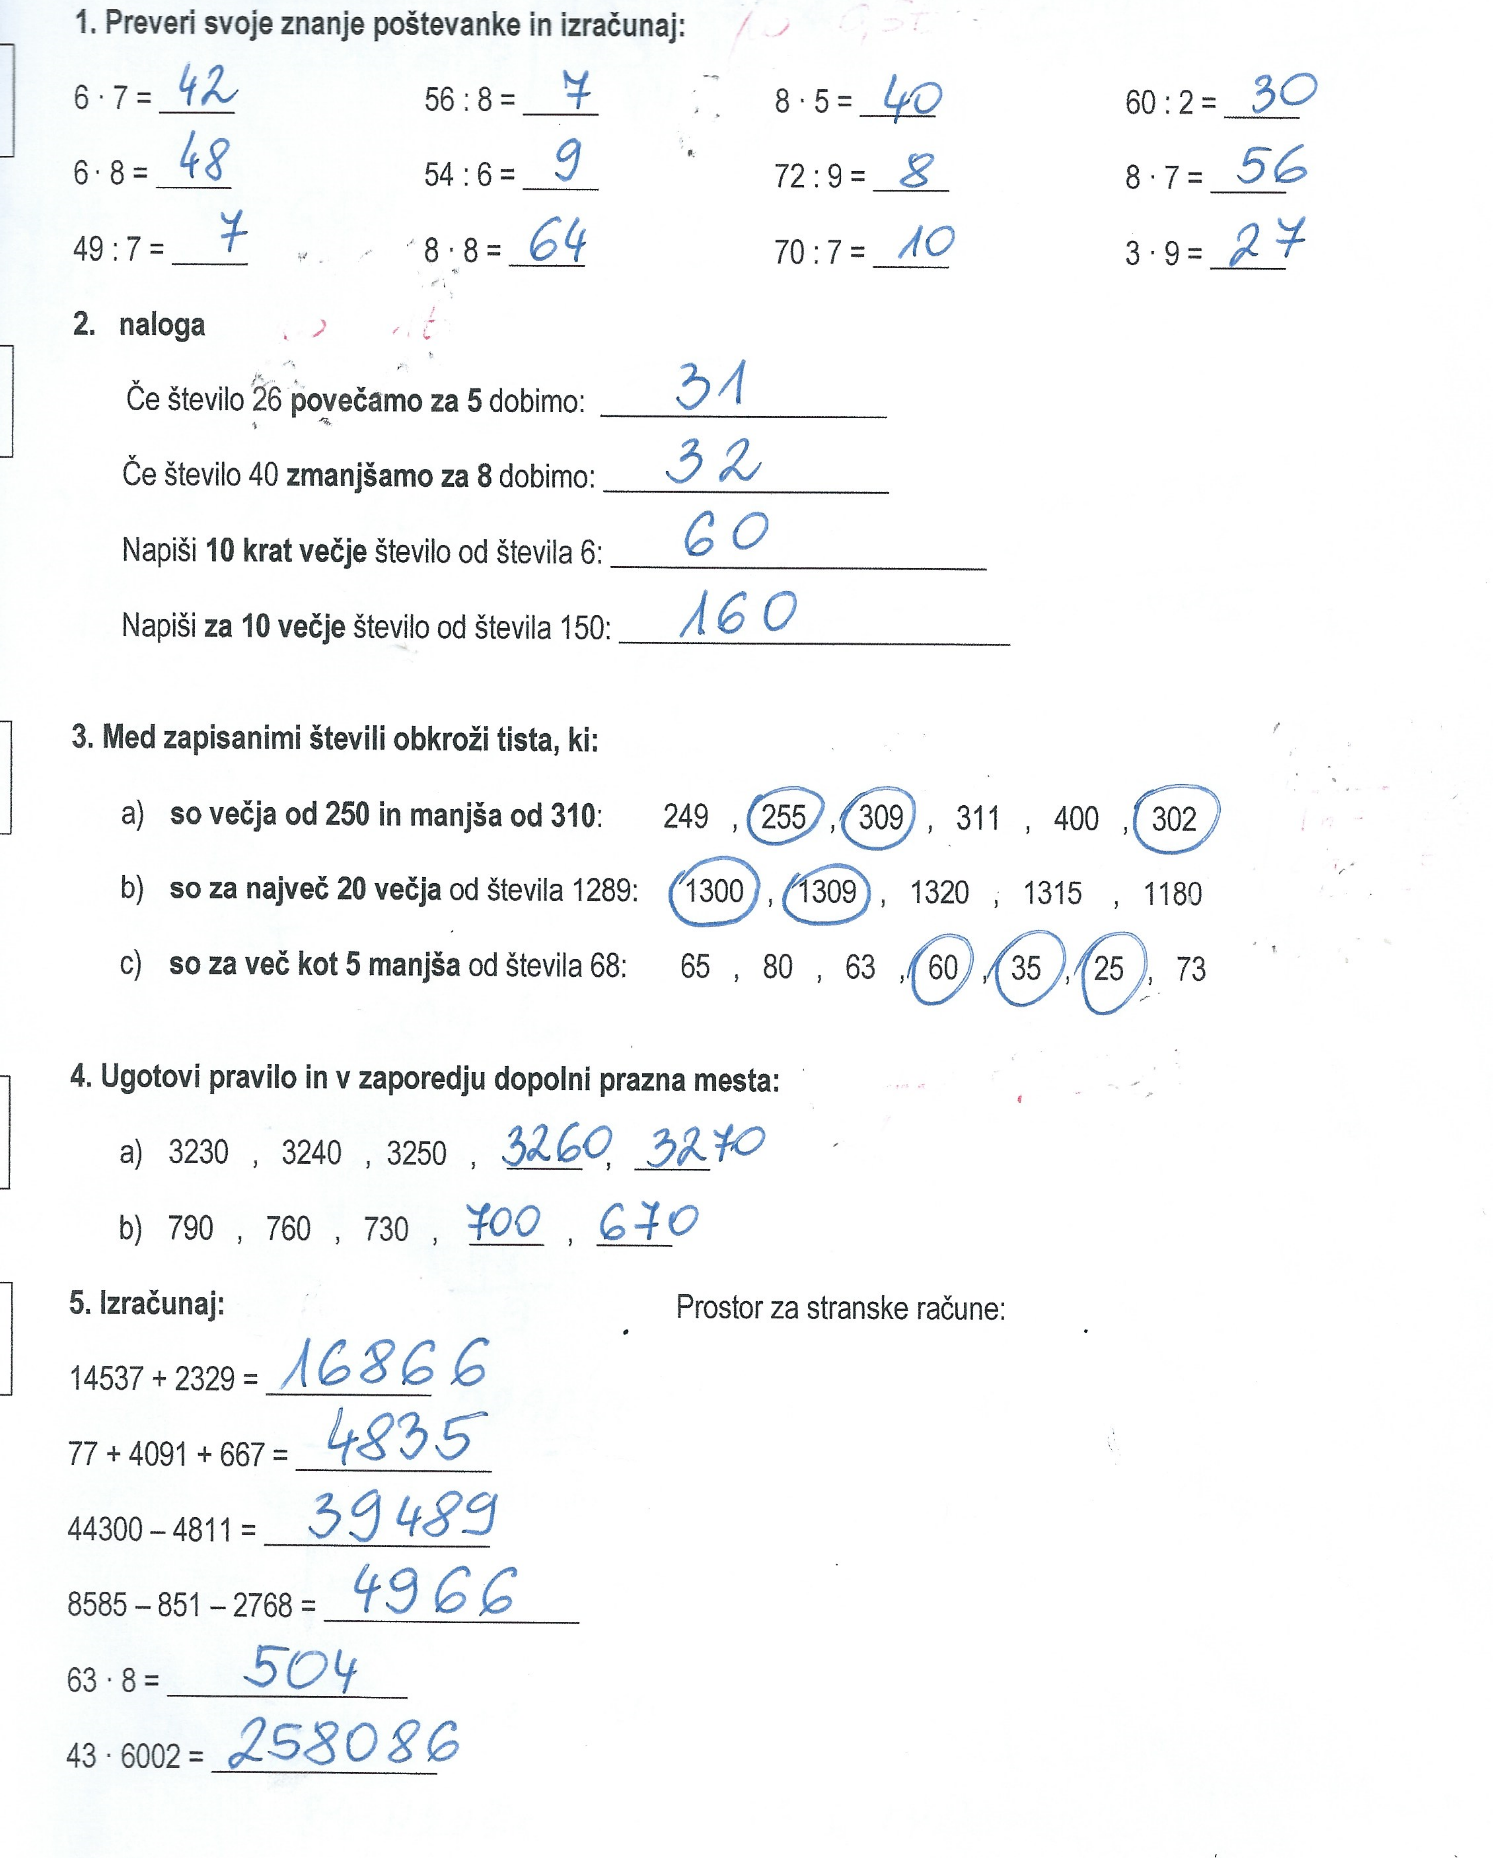 1. Preveri svoje znanje poštevanke in izračunaj:
6 · 7 = 42 56 : 8 = 7 8 · 5 = 40 60 : 2 = 30
6 · 8 = 48 54 : 6 = 9 72 : 9 = 8 8 · 7 = 56
49 : 7 = 7 8 · 8 = 64 70 : 7 = 10 3 · 9 = 27
2. naloga
Če število 26 povečamo za 5 dobimo: 31
Če število 40 zmanjšamo za 8 dobimo: 32
Napiši 10 krat večje število od števila 6: 60
Napiši za 10 večje število od števila 150: 160
3. Med zapisanimi števili obkroži tista, ki:
a) so večja od 250 in manjša od 310: 249 , 255 , 309 , 311 , 400 , 302
b) so za največ 20 večja od števila 1289: 1300 , 1309 , 1320 , 1315 , 1180
c) so za več kot 5 manjša od števila 68: 65 , 80 , 63 , 60 , 35 , 25 , 73
4. Ugotovi pravilo in v zaporedju dopolni prazna mesta:
a) 3230 , 3240 , 3250 , 3260, 3270
b) 790 , 760 , 730 , 700 , 670
5. Izračunaj: Prostor za stranske račune:
14537 + 2329 = 16866
77 + 4091 + 667 = 4835
44300 – 4811 = 39489
8585 – 851 – 2768 = 4966
63 · 8 = 504
43 · 6002 = 258086